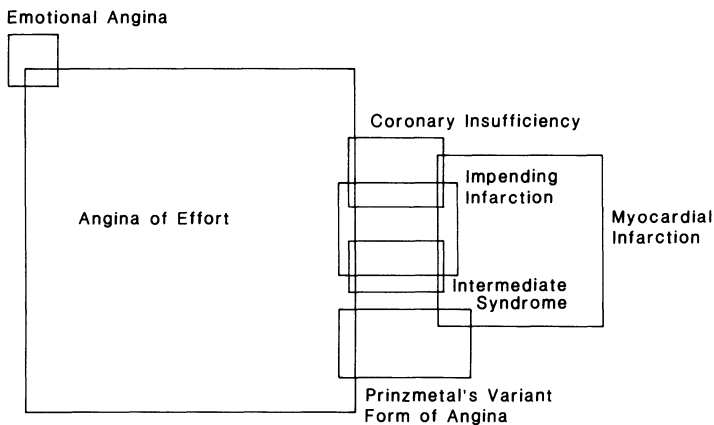 Emotional Angina
Coronary Insufficiency
Impending
Infarction
Angina of Effort
Myocardial
Infarction
Intermediate
Syndrome
Prinzmetal's Variant
Form of Angina